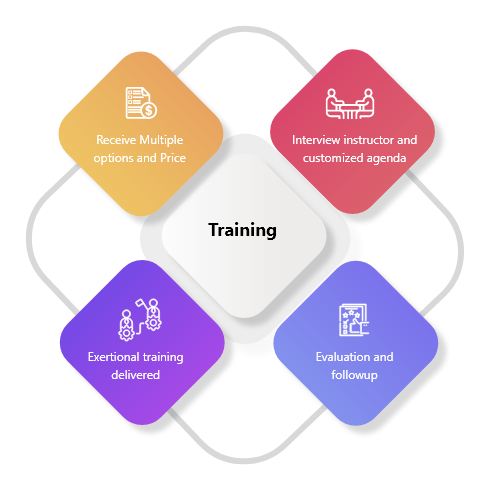 Receive Multiple
options and Price
Interview instructor and
customized agenda
Training
Exertional training
delivered
Evaluation and
followup